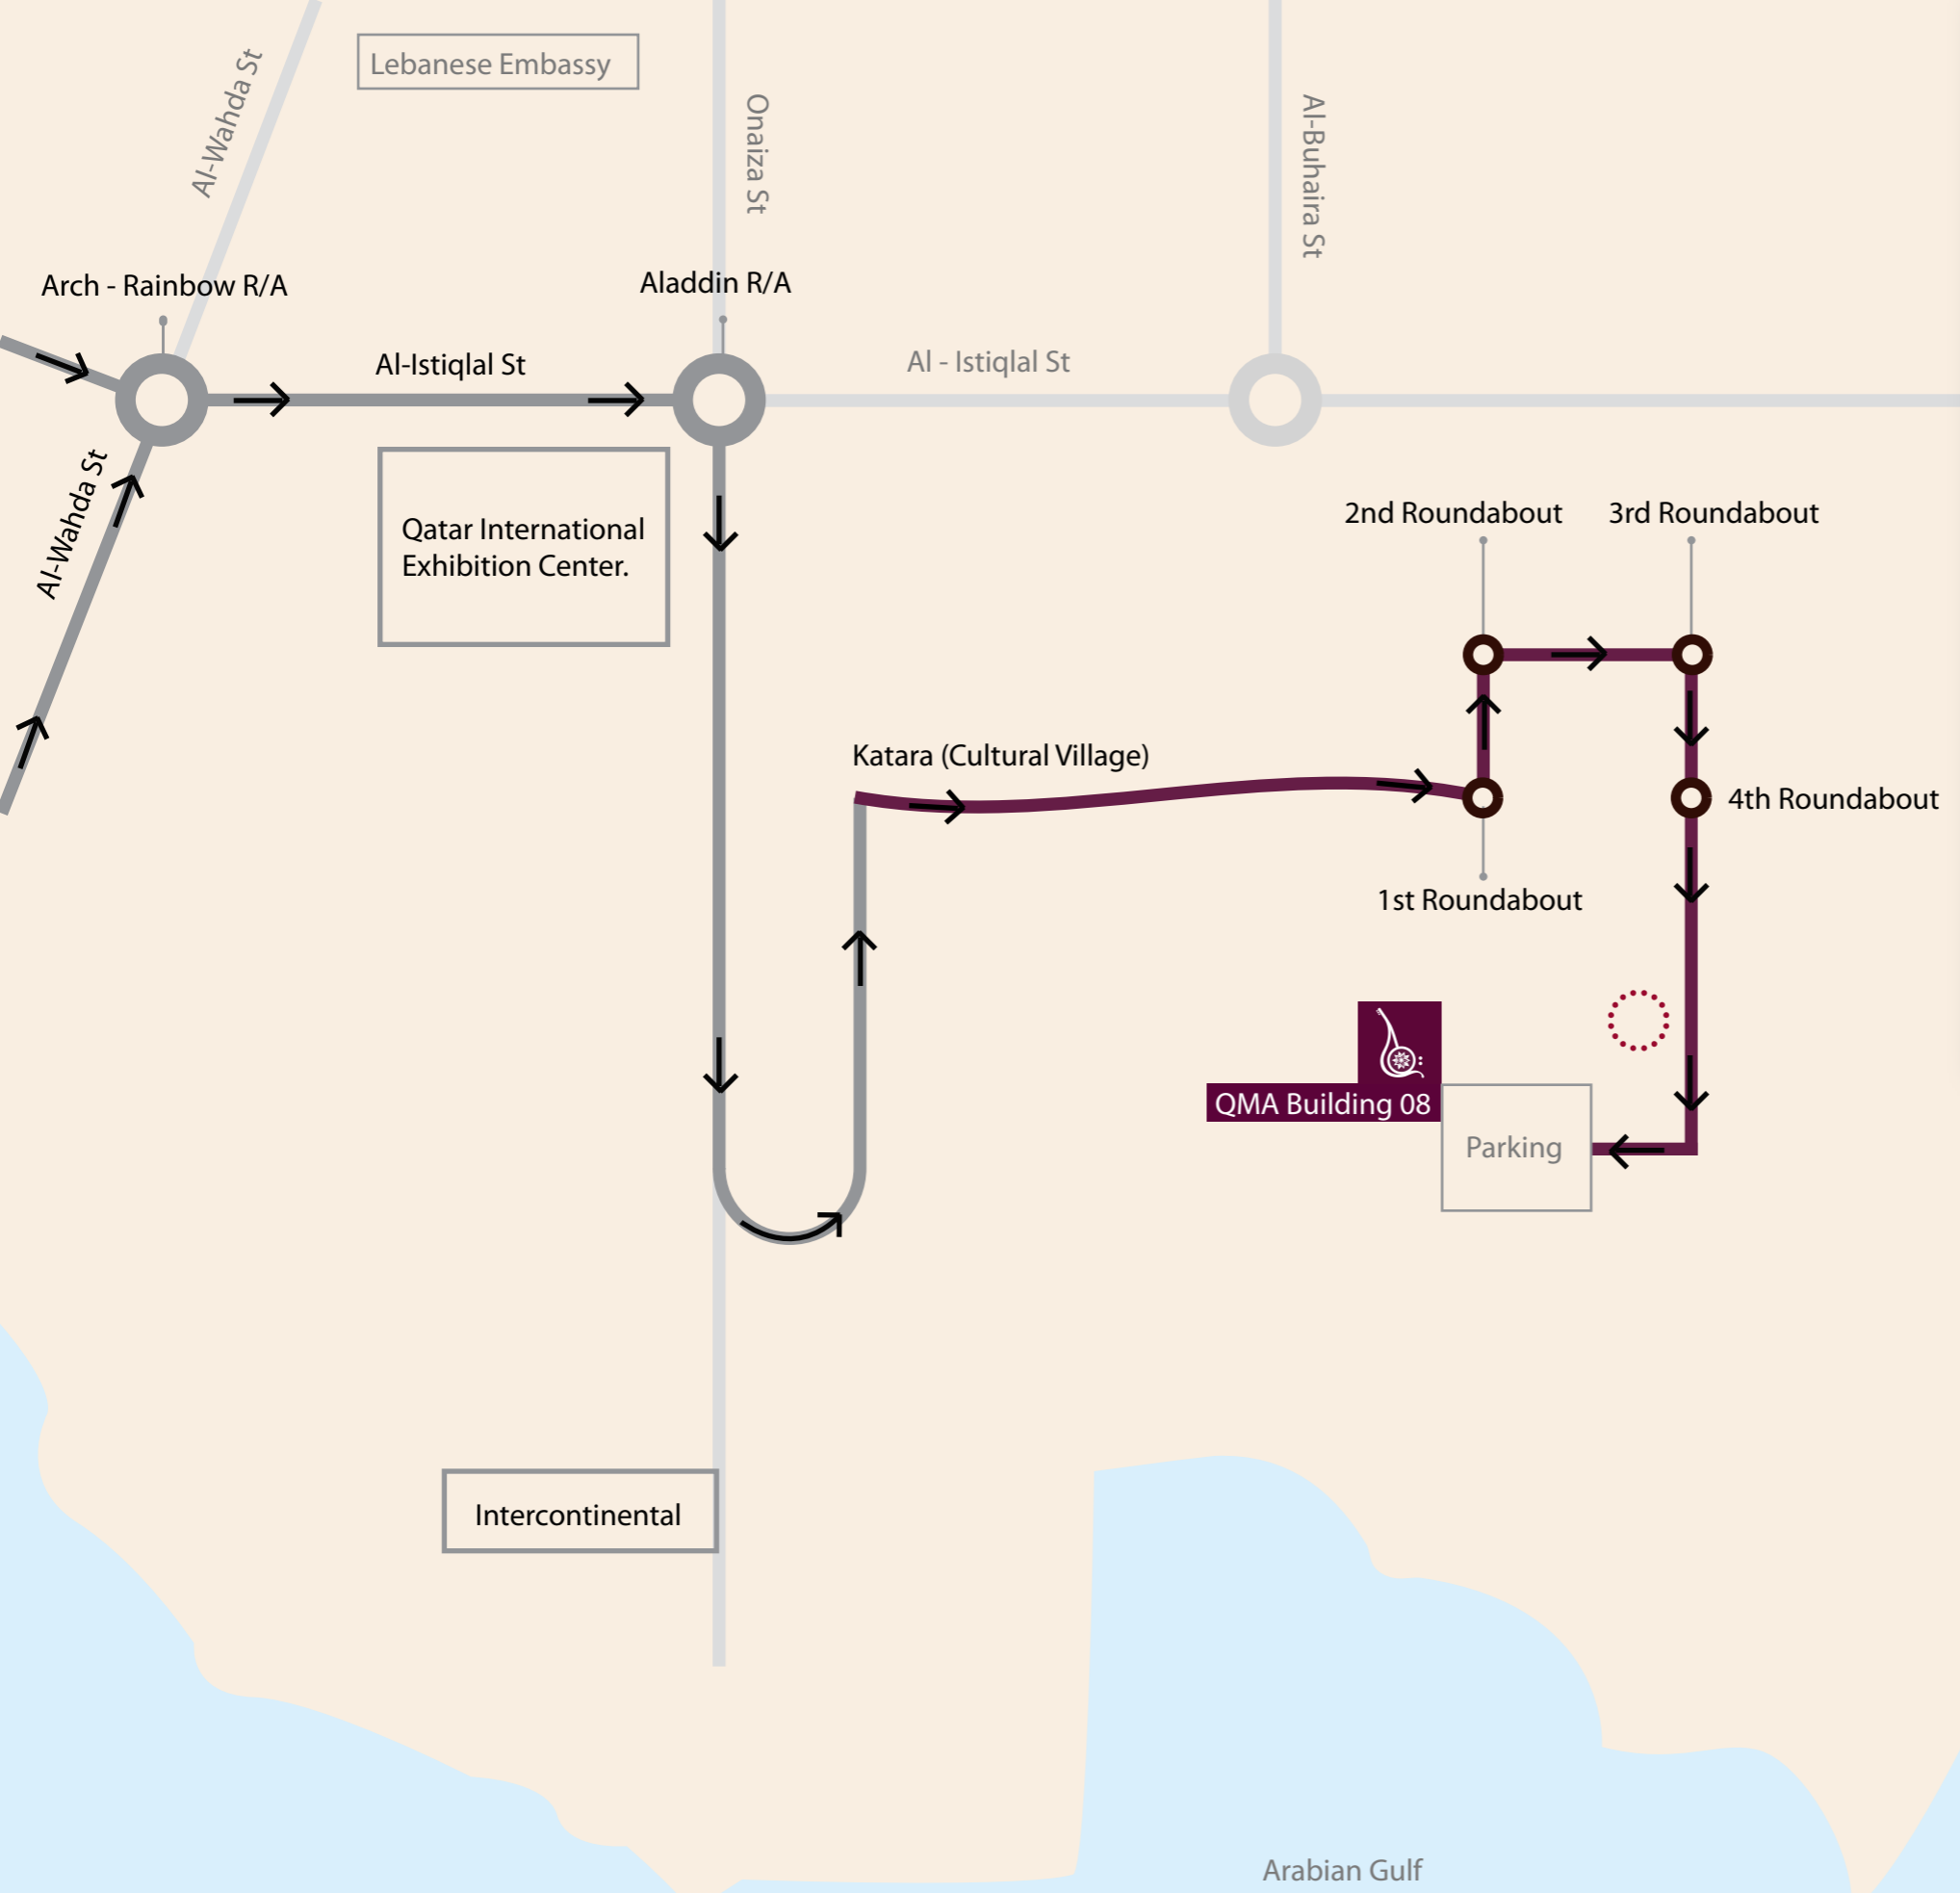 Lebanese Embassy
Al-Wahda St
Onaiza St
Al-Buhaira St
Arch - Rainbow R/A
Aladdin R/A
Al-Istiqlal St
Al - Istiqlal St
Al-Wahda St
Qatar International
Exhibition Center.
2nd Roundabout
3rd Roundabout
Katara (Cultural Village)
4th Roundabout
1st Roundabout
QMA Building 08
Parking
Intercontinental
Arabian Gulf